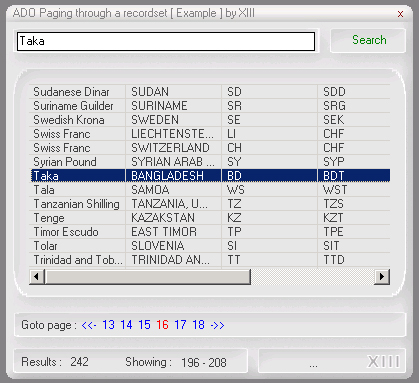 ADO Paging through a recordset [ Example ] by XIII x
Taka Search
Sudanese Dinar SUDAN SD SDD
Suriname Guilder SURINAME SR SRG
Swedish Krona SWEDEN SE SEK
Swiss Franc LIECHTENSTE... LI CHF
Swiss Franc SWITZERLAND CH CHF
Syrian Pound SYRIAN ARAB ... SY SYP
Taka BANGLADESH BD BDT
Tala SAMOA WS WST
Tanzanian Shilling TANZANIA, U... TZ TZS
Tenge KAZAKSTAN KZ KZT
Timor Escudo EAST TIMOR TP TPE
Tolar SLOVENIA SI SIT
Trinidad and Tob... TRINIDAD AN... TT TTD
Goto page : <<- 13 14 15 16 17 18 ->>
Results : 242 Showing : 196 - 208 ... XIII